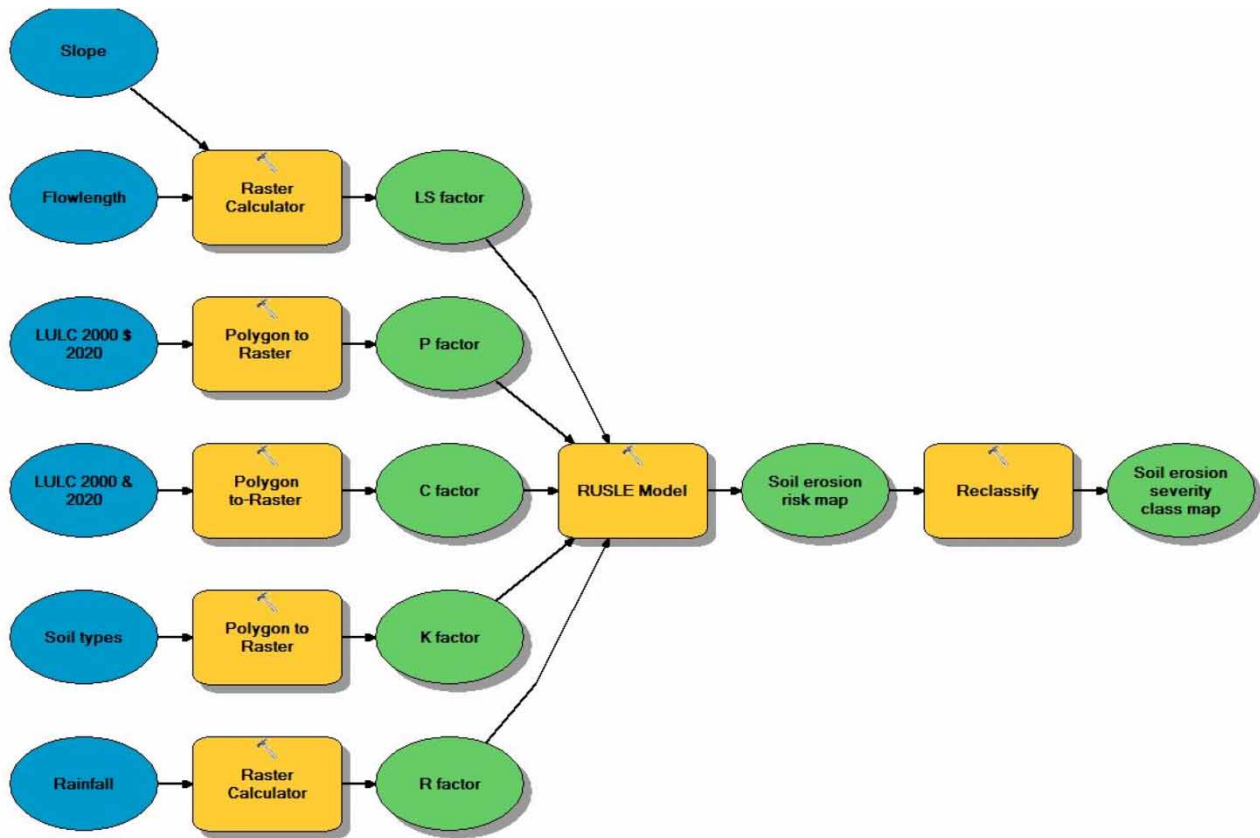 Slope
Flowlength
Raster
Calculator
LS factor
LULC 2000 $
2020
Polygon to
Raster
P factor
LULC 2000 &
2020
Polygon
to-Raster
C factor
RUSLE Model
Soil erosion
risk map
Reclassify
Soil erosion
severity
class map
Soil types
Polygon to
Raster
K factor
Rainfall
Raster
Calculator
R factor